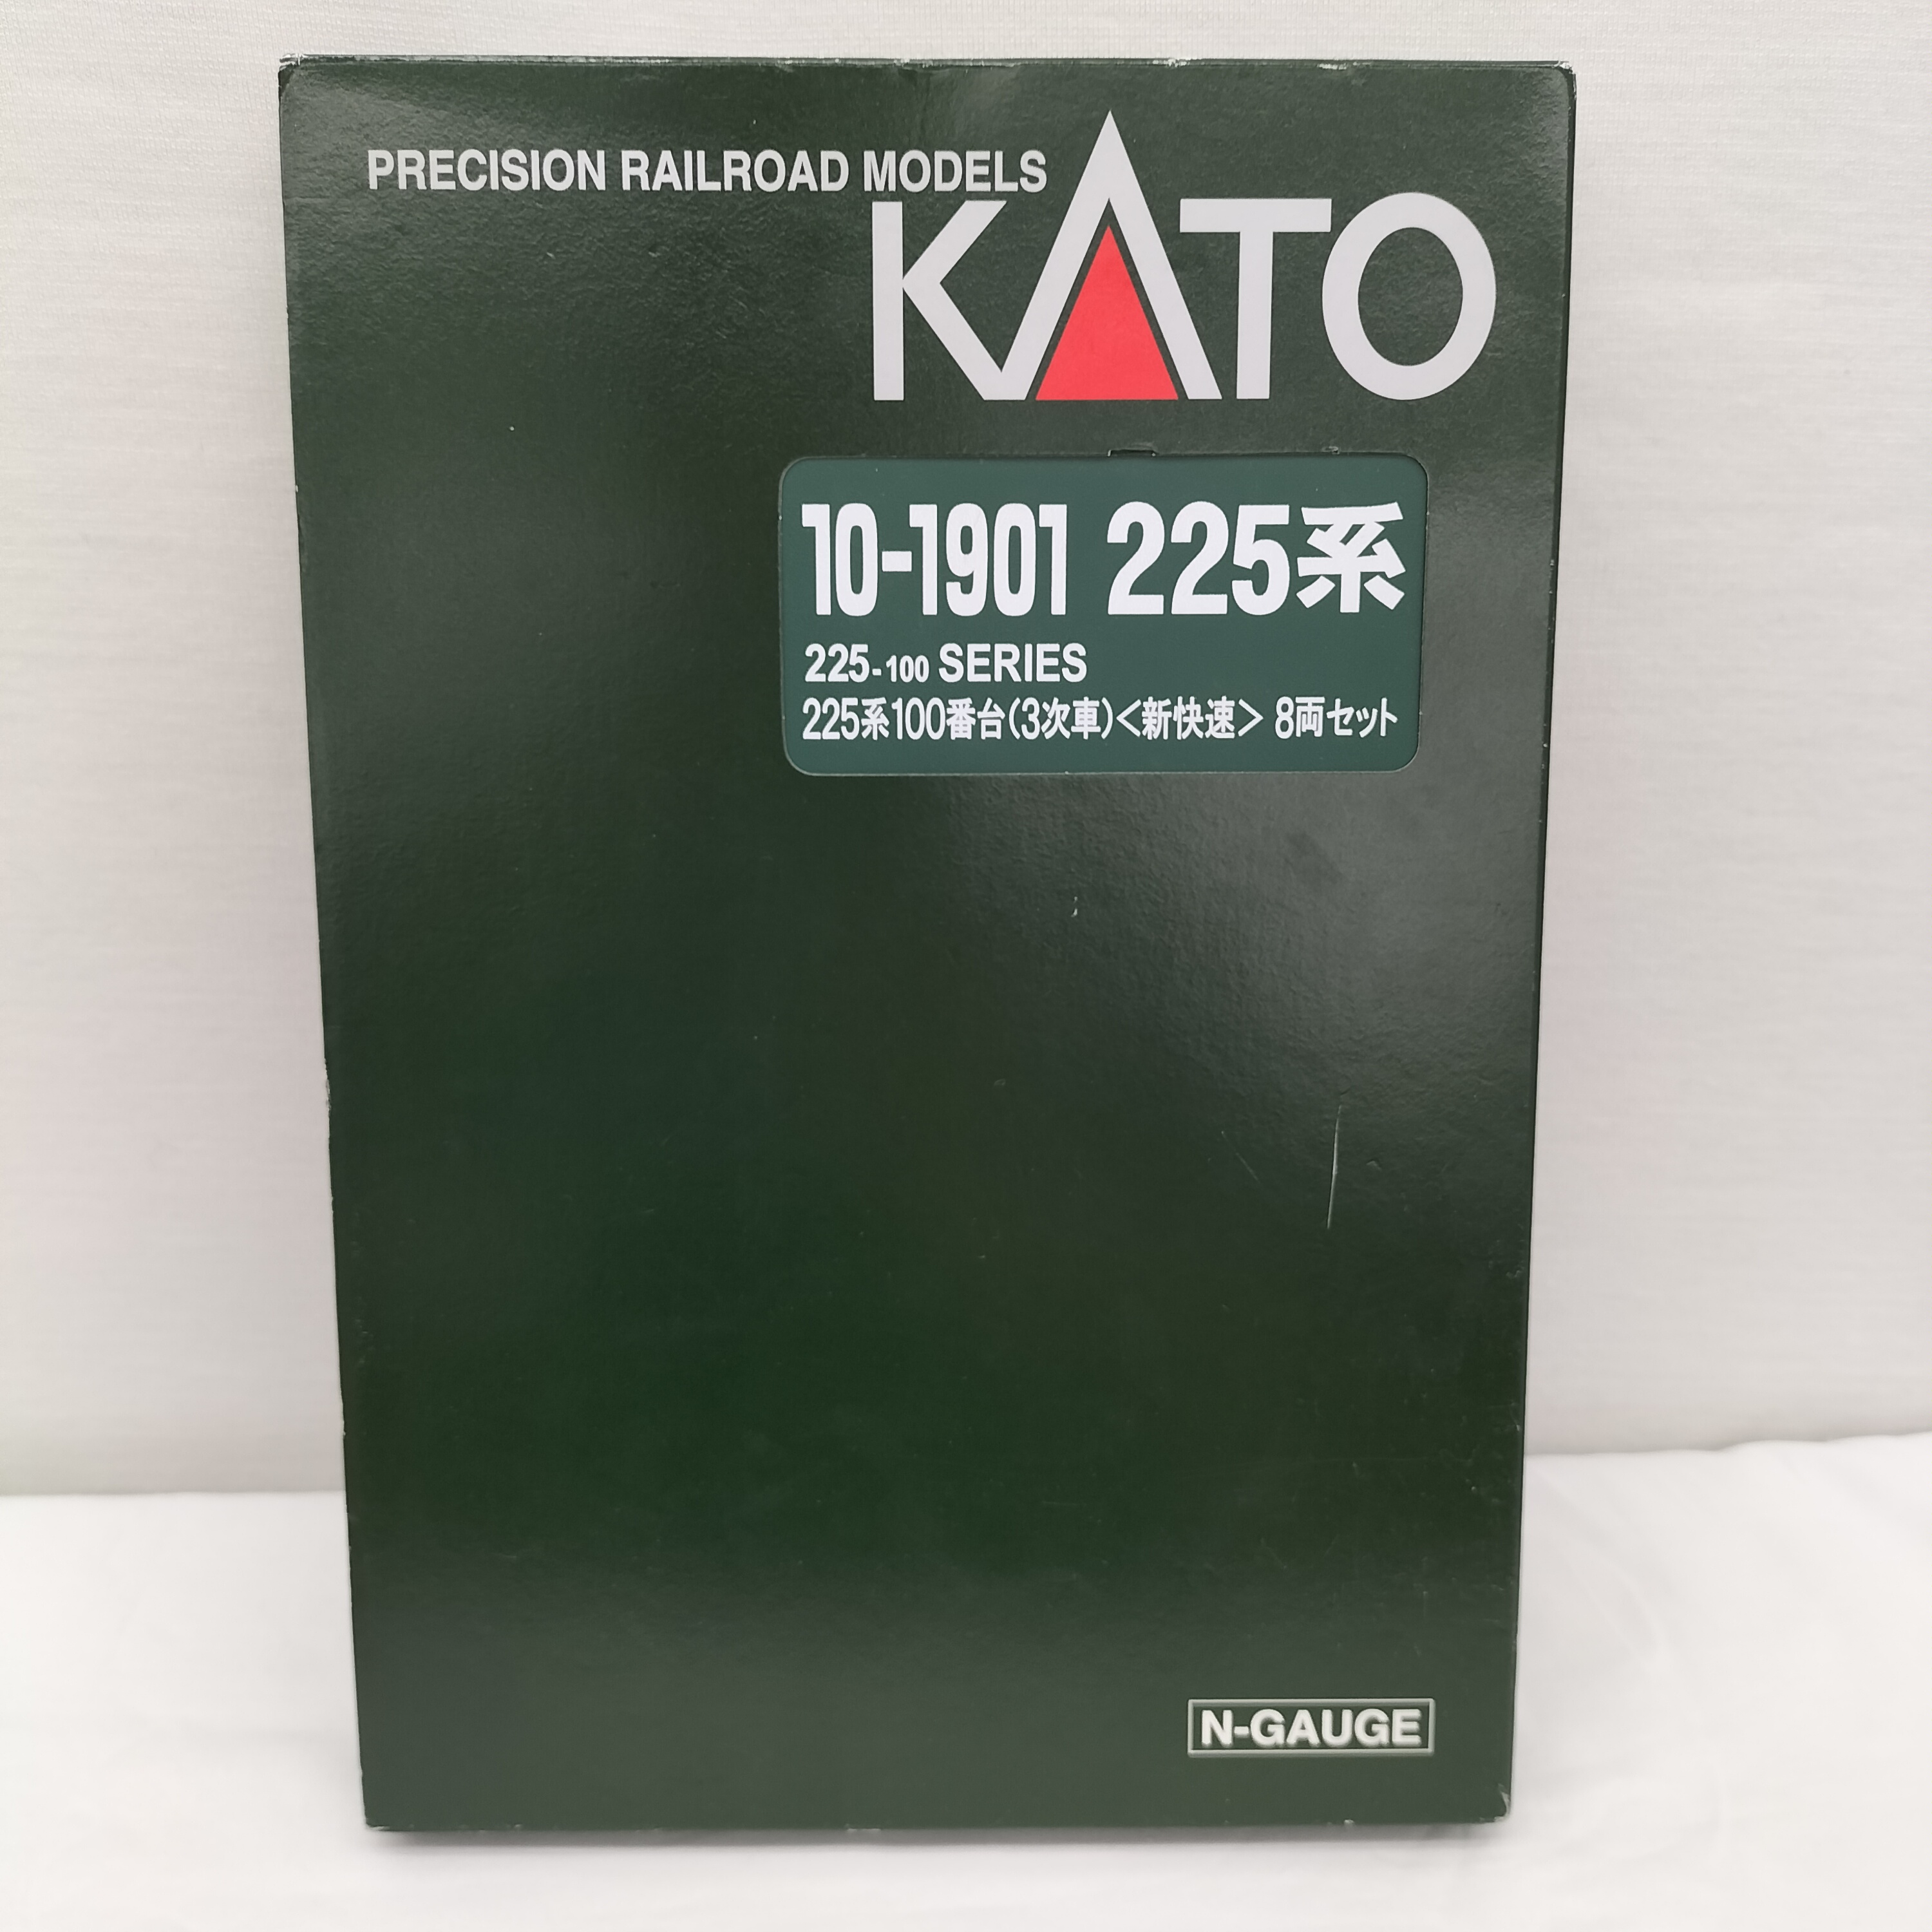 PRECISION RAILROAD MODELS
KATO
10-1901 225系
225-100 SERIES
225系100番台(3次車)<新快速> 8両セット
N-GAUGE